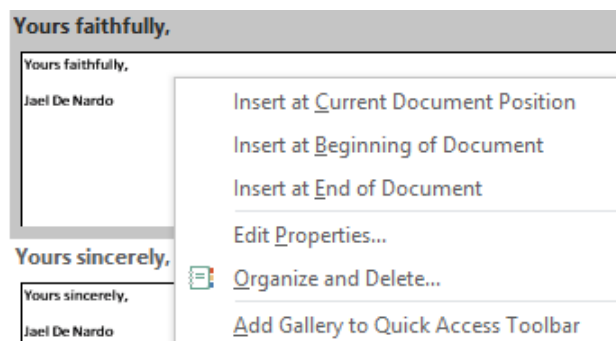 Yours faithfully,
Yours faithfully,
Jael De Nardo
Insert at Current Document Position
Insert at Beginning of Document
Insert at End of Document
Edit Properties...
Yours sincerely,
Organize and Delete...
Yours sincerely,
Jael De Nardo
Add Gallery to Quick Access Toolbar